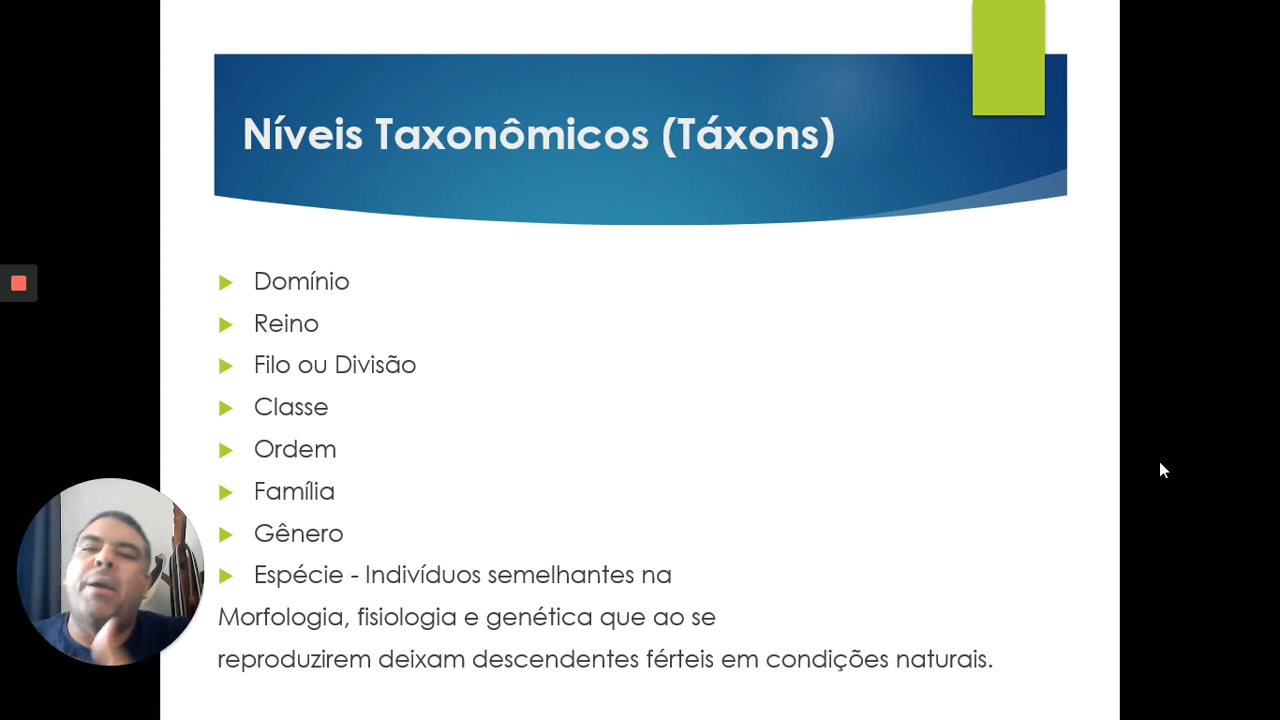 Níveis Taxonômicos (Táxons)
Domínio
Reino
Filo ou Divisão
Classe
Ordem
Família
Gênero
Espécie - Indivíduos semelhantes na
Morfologia, fisiologia e genética que ao se
reproduzirem deixam descendentes férteis em condições naturais.